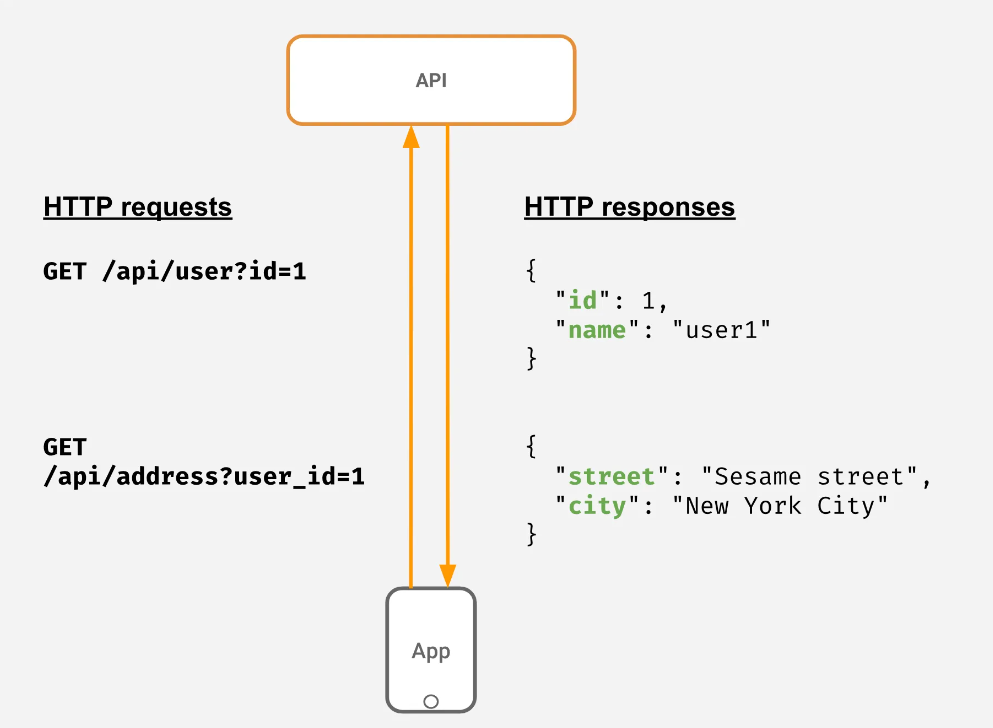 API
HTTP requests
GET /api/user?id=1
GET
/api/address?user_id=1
HTTP responses
{
"id": 1,
"name": "user1"
}
{
"street": "Sesame street",
"city": "New York City"
}
App